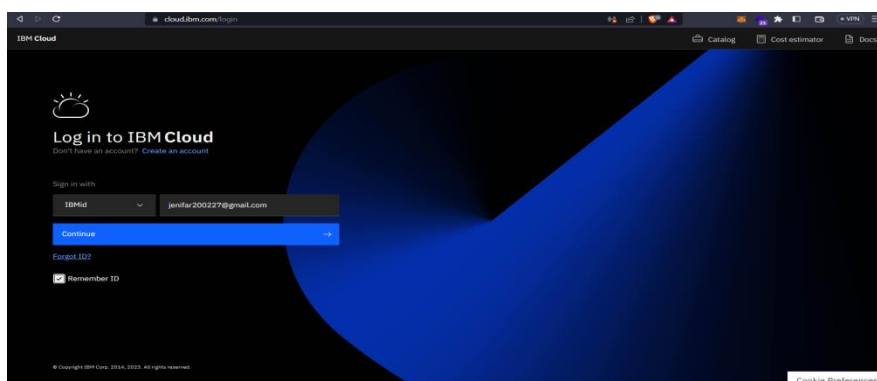 cloud.ibm.com/login
VPN
IBM Cloud
Catalog
Cost estimator
Docs
Log in to IBM Cloud
Don't have an account? Create an account
Sign in with
IBMid
jenifar200227@gmail.com
Continue
Forgot ID?
Remember ID
© Copyright IBM Corp. 2014, 2023. All rights reserved.
Cookie Preferences